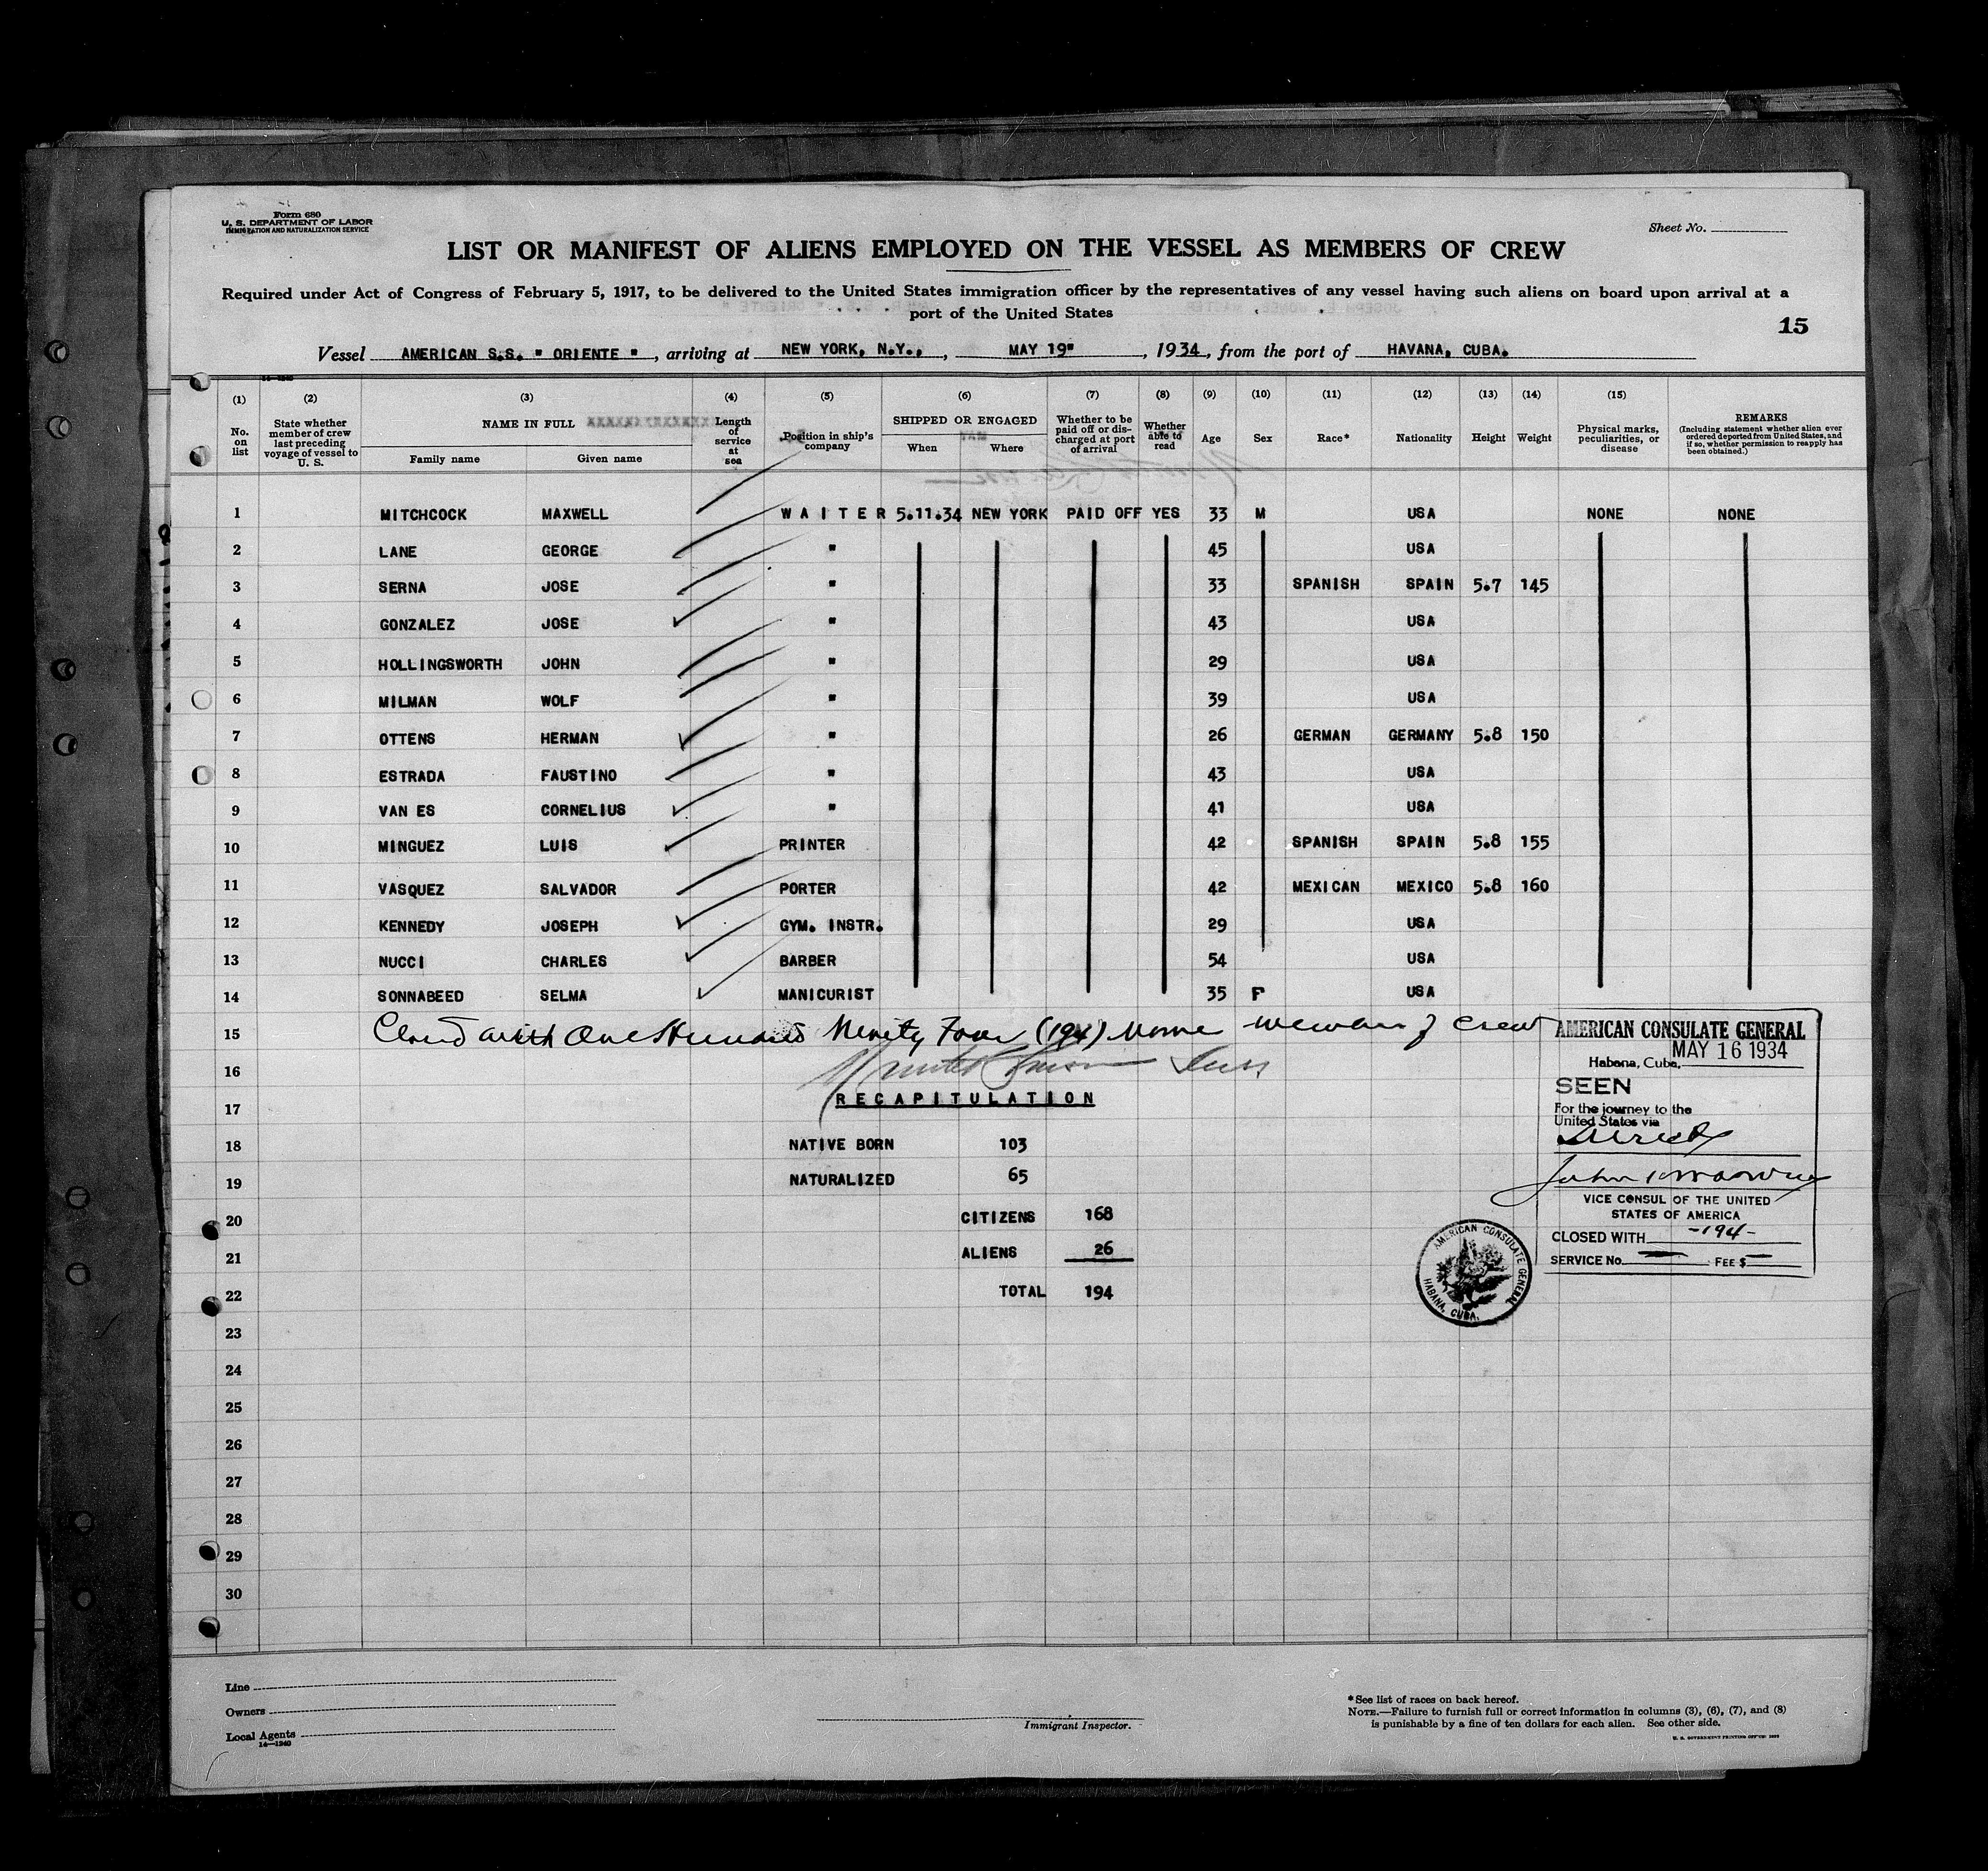 Form 680
U. S. DEPARTMENT OF LABOR
IMMIGRATION AND NATURALIZATION SERVICE
Sheet No.
LIST OR MANIFEST OF ALIENS EMPLOYED ON THE VESSEL AS MEMBERS OF CREW
Required under Act of Congress of February 5, 1917, to be delivered to the United States immigration officer by the representatives of any vessel having such aliens on board upon arrival at a
port of the United States
15
Vessel AMERICAN S.S. " ORIENTE " , arriving at NEW YORK, N.Y., , MAY 19" , 1934, from the port of HAVANA, CUBA.
(1) (2) (3) (4) (5) (6) (7) (8) (9) (10) (11) (12) (13) (14) (15)
No. on list
State whether member of crew last preceding voyage of vessel to U. S.
NAME IN FULL
Family name Given name
Length of service at sea
Position in ship's company
SHIPPED OR ENGAGED
When Where
Whether to be paid off or discharged at port of arrival
Whether able to read
Age Sex Race* Nationality Height Weight
Physical marks, peculiarities, or disease
REMARKS
(Including statement whether alien ever ordered deported from United States, and if so, whether permission to reapply has been obtained.)
1 MITCHCOCK MAXWELL WAITER 5.11.34 NEW YORK PAID OFF YES 33 M USA NONE NONE
2 LANE GEORGE " 45 USA
3 SERNA JOSE " 33 SPANISH SPAIN 5.7 145
4 GONZALEZ JOSE " 43 USA
5 HOLLINGSWORTH JOHN " 29 USA
6 MILMAN WOLF " 39 USA
7 OTTENS HERMAN " 26 GERMAN GERMANY 5.8 150
8 ESTRADA FAUSTINO " 43 USA
9 VAN ES CORNELIUS " 41 USA
10 MINGUEZ LUIS PRINTER 42 SPANISH SPAIN 5.8 155
11 VASQUEZ SALVADOR PORTER 42 MEXICAN MEXICO 5.8 160
12 KENNEDY JOSEPH GYM. INSTR. 29 USA
13 NUCCI CHARLES BARBER 54 USA
14 SONNABEED SELMA MANICURIST 35 F USA
15 Closed with One Hundred Ninety Four (194) members of crew
16
17 RECAPITULATION
18 NATIVE BORN 103
19 NATURALIZED 65
20 CITIZENS 168
21 ALIENS 26
22 TOTAL 194
23
24
25
26
27
28
29
30
AMERICAN CONSULATE GENERAL
Habana, Cuba, MAY 16 1934
SEEN
For the journey to the
United States via
Direct
John
VICE CONSUL OF THE UNITED
STATES OF AMERICA
CLOSED WITH -194-
SERVICE No. FEE $
AMERICAN CONSULATE GENERAL
HABANA, CUBA.
Line
Owners
Local Agents
14—1240
Immigrant Inspector.
*See list of races on back hereof.
NOTE.—Failure to furnish full or correct information in columns (3), (6), (7), and (8)
is punishable by a fine of ten dollars for each alien. See other side.